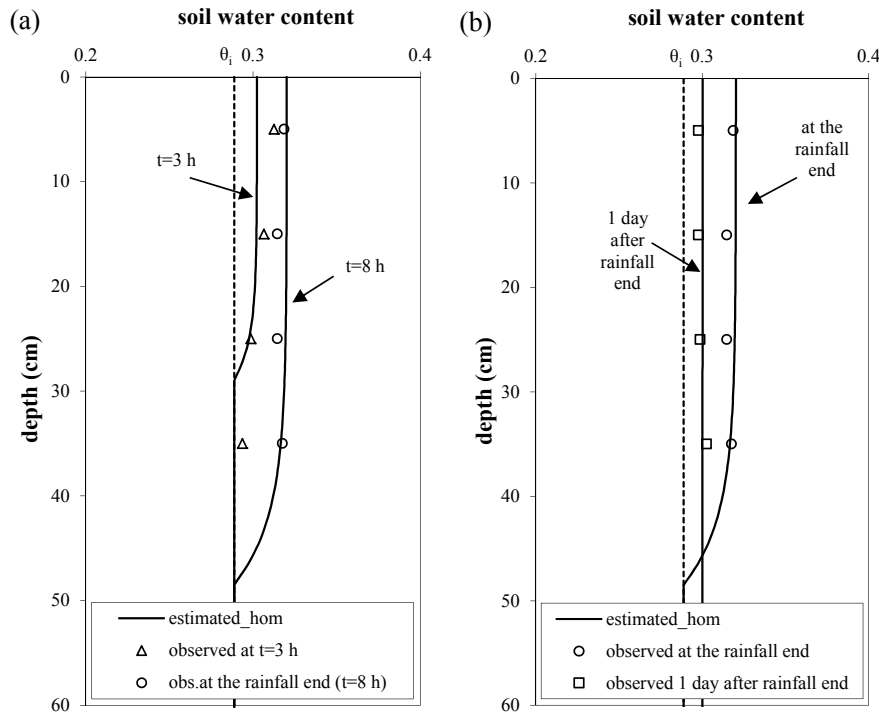 (a)
soil water content
0.2
θi
0.3
0.4
0
10
20
30
40
50
60
depth (cm)
t=3 h
t=8 h
estimated_hom
observed at t=3 h
obs.at the rainfall end (t=8 h)
(b)
soil water content
0.2
θi
0.3
0.4
0
10
20
30
40
50
60
depth (cm)
at the
rainfall
end
1 day
after
rainfall
end
estimated_hom
observed at the rainfall end
observed 1 day after rainfall end